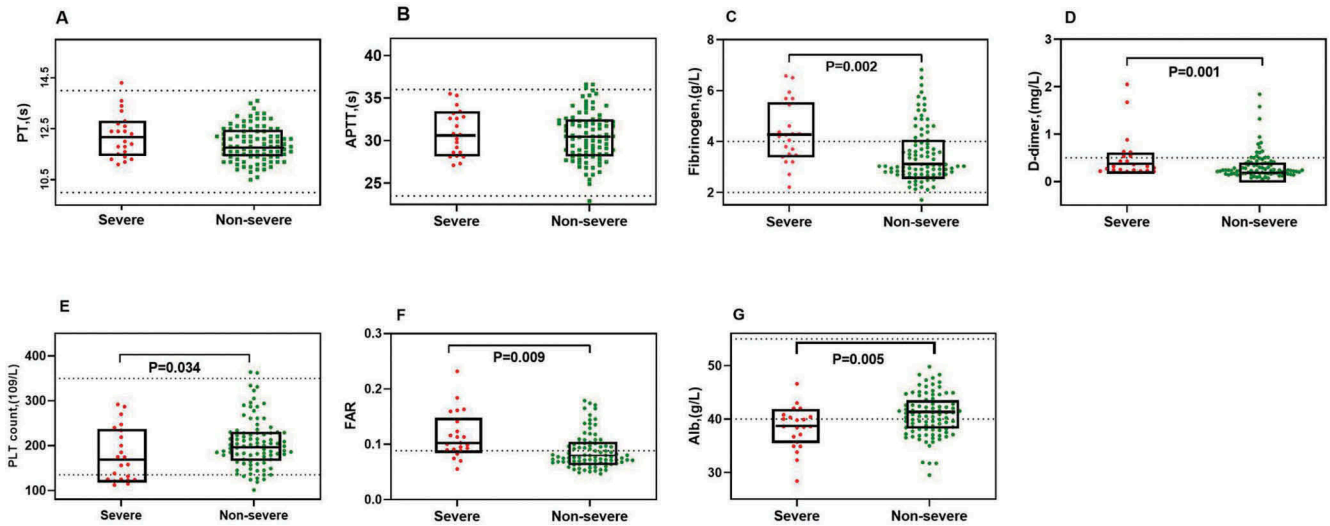 A
PT,(s)
14.5
12.5
10.5
Severe
Non-severe
B
APTT,(s)
40
35
30
25
Severe
Non-severe
C
Fibrinogen,(g/L)
8
6
4
2
P=0.002
Severe
Non-severe
D
D-dimer,(mg/L)
3
2
1
0
P=0.001
Severe
Non-severe
E
PLT count,(109/L)
400
300
200
100
P=0.034
Severe
Non-severe
F
FAR
0.3
0.2
0.1
0.0
P=0.009
Severe
Non-severe
G
Alb,(g/L)
50
40
30
P=0.005
Severe
Non-severe